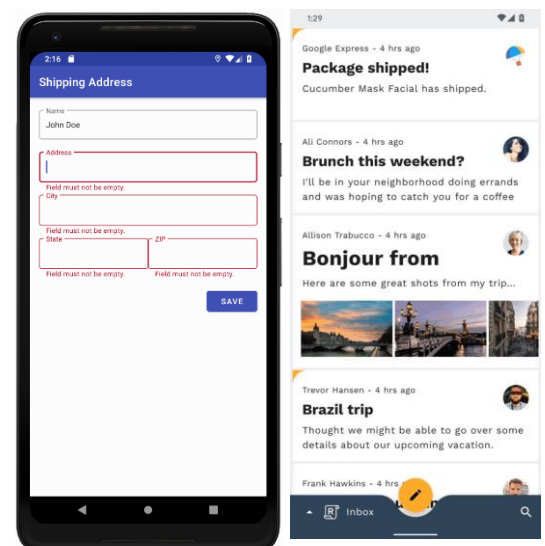 2:16
Shipping Address
Name
John Doe
Address
Field must not be empty.
City
Field must not be empty.
State
ZIP
Field must not be empty.
Field must not be empty.
SAVE
1:29
Google Express - 4 hrs ago
Package shipped!
Cucumber Mask Facial has shipped.
Ali Connors - 4 hrs ago
Brunch this weekend?
I'll be in your neighborhood doing errands
and was hoping to catch you for a coffee
Allison Trabucco - 4 hrs ago
Bonjour from
Here are some great shots from my trip...
Trevor Hansen - 4 hrs ago
Brazil trip
Thought we might be able to go over some
details about our upcoming vacation.
Frank Hawkins - 4 hrs
Inbox